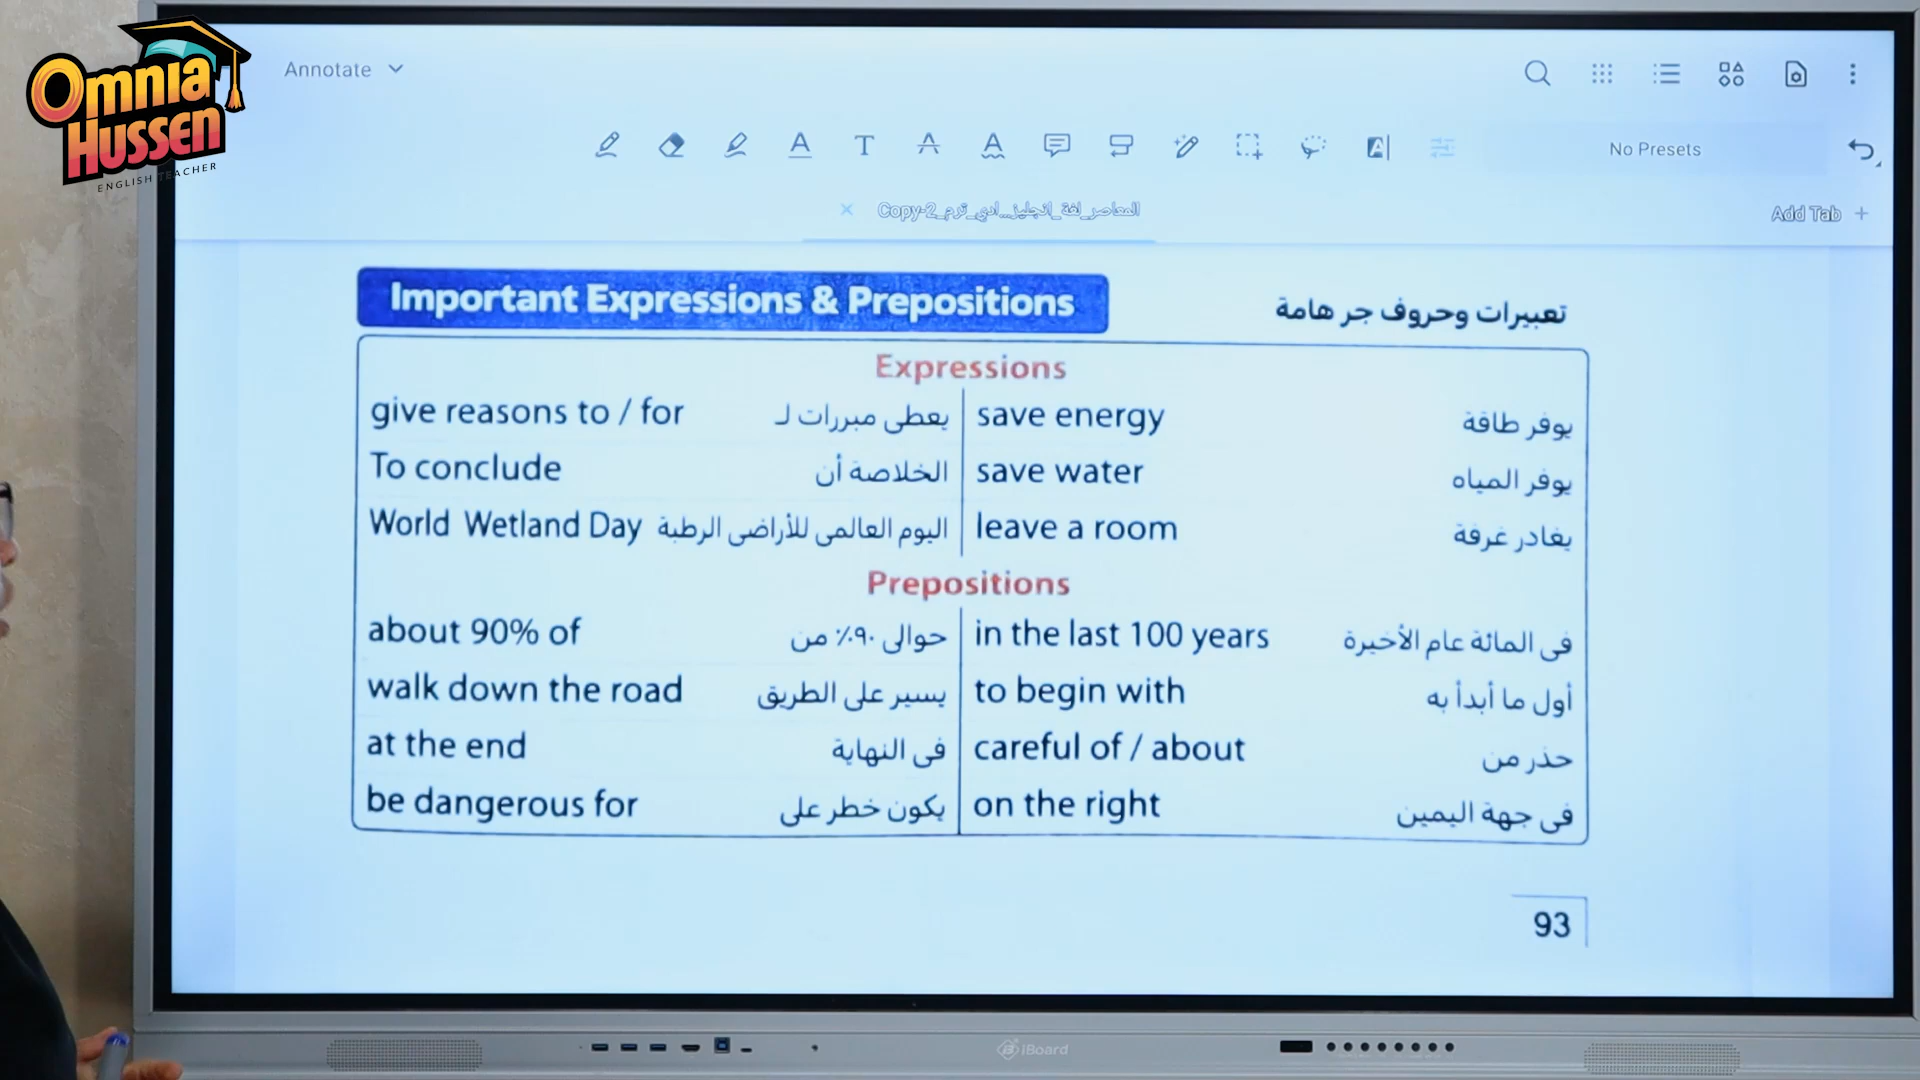 Omnia
Hussen
ENGLISH TEACHER
Annotate
No Presets
المعاصر_لغة_إنجليز...ادي_ترم_2-Copy
Add Tab +
Important Expressions & Prepositions تعبيرات وحروف جر هامة
Expressions
give reasons to / for يعطى مبررات لـ save energy يوفر طاقة
To conclude الخلاصة أن save water يوفر المياه
World Wetland Day اليوم العالمى للأراضى الرطبة leave a room يغادر غرفة
Prepositions
about 90% of حوالى ٩٠٪ من in the last 100 years فى المائة عام الأخيرة
walk down the road يسير على الطريق to begin with أول ما أبدأ به
at the end فى النهاية careful of / about حذر من
be dangerous for يكون خطر على on the right فى جهة اليمين
93
iBoard